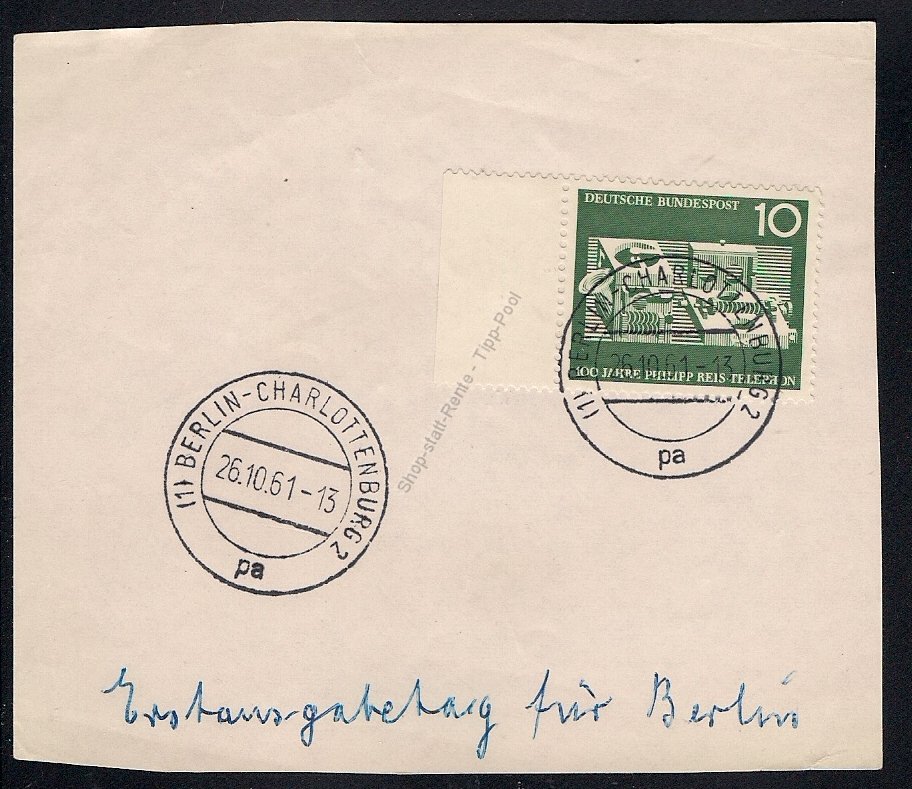 DEUTSCHE BUNDESPOST 10
100 JAHRE PHILIPP REIS-TELEPHON
(1) BERLIN-CHARLOTTENBURG 2
26.10.61-13
pa
(1) BERLIN-CHARLOTTENBURG 2
26.10.61-13
pa
Shop-statt-Rente - Tipp-Pool
Erstausgabetag für Berlin